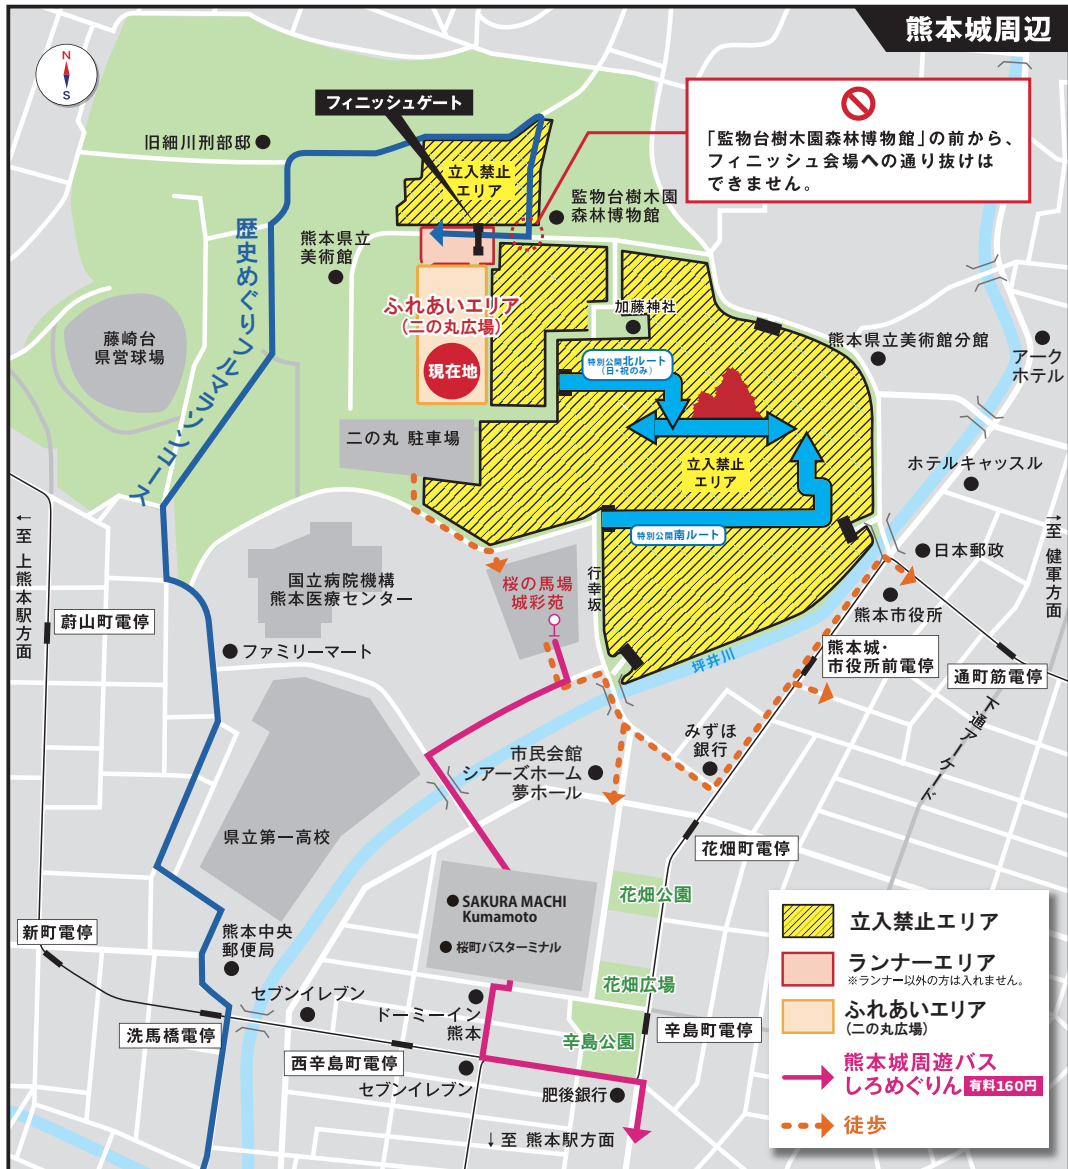 熊本城周辺
N
S
フィニッシュゲート
「監物台樹木園森林博物館」の前から、
フィニッシュ会場への通り抜けは
できません。
旧細川刑部邸
立入禁止
エリア
監物台樹木園
森林博物館
歴史めぐりフルマラソンコース
熊本県立
美術館
ふれあいエリア
(二の丸広場)
現在地
加藤神社
藤崎台
県営球場
特別公開北ルート
(日・祝のみ)
熊本県立美術館分館
アーク
ホテル
二の丸 駐車場
立入禁止
エリア
ホテルキャッスル
特別公開南ルート
←至 上熊本駅方面
→至 健軍方面
日本郵政
国立病院機構
熊本医療センター
桜の馬場
城彩苑
行幸坂
熊本市役所
蔚山町電停
ファミリーマート
坪井川
熊本城・
市役所前電停
通町筋電停
下通アーケード
みずほ
銀行
市民会館
シアーズホーム
夢ホール
県立第一高校
花畑町電停
SAKURA MACHI
Kumamoto
桜町バスターミナル
花畑公園
新町電停
熊本中央
郵便局
セブンイレブン
花畑広場
ドーミーイン
熊本
洗馬橋電停
辛島公園
辛島町電停
西辛島町電停
セブンイレブン
肥後銀行
↓至 熊本駅方面
立入禁止エリア
ランナーエリア
※ランナー以外の方は入れません。
ふれあいエリア
(二の丸広場)
熊本城周遊バス
しろめぐりん 有料160円
徒歩